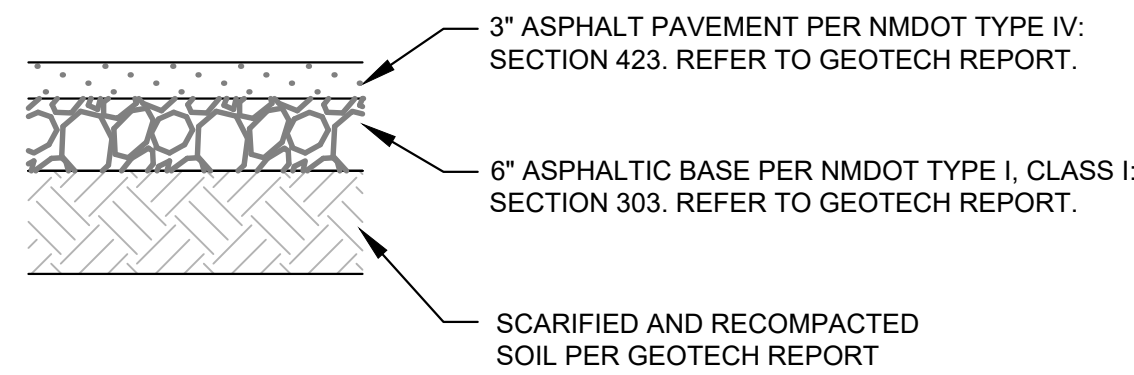 3" ASPHALT PAVEMENT PER NMDOT TYPE IV:
SECTION 423. REFER TO GEOTECH REPORT.
6" ASPHALTIC BASE PER NMDOT TYPE I, CLASS I:
SECTION 303. REFER TO GEOTECH REPORT.
SCARIFIED AND RECOMPACTED
SOIL PER GEOTECH REPORT